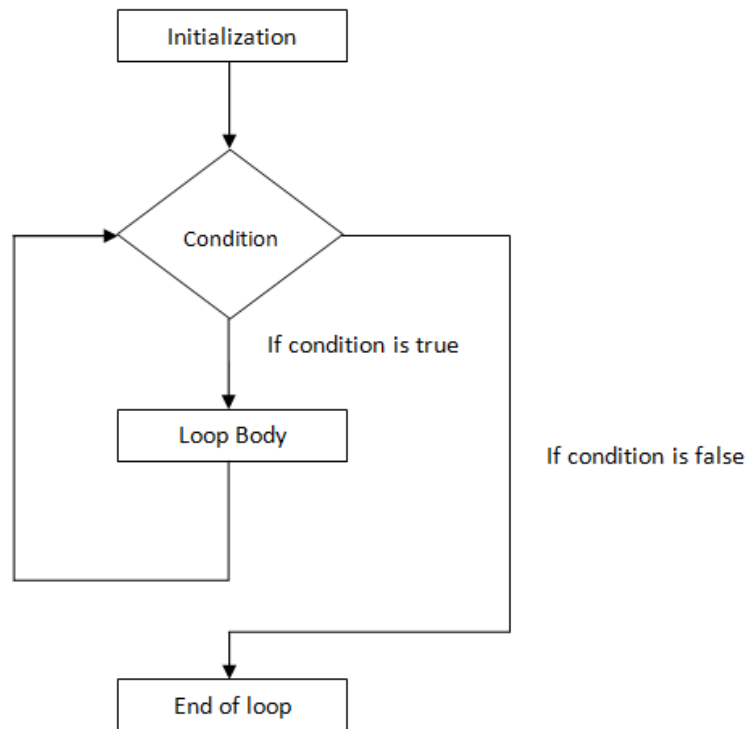 Initialization
Condition
If condition is true
Loop Body
If condition is false
End of loop